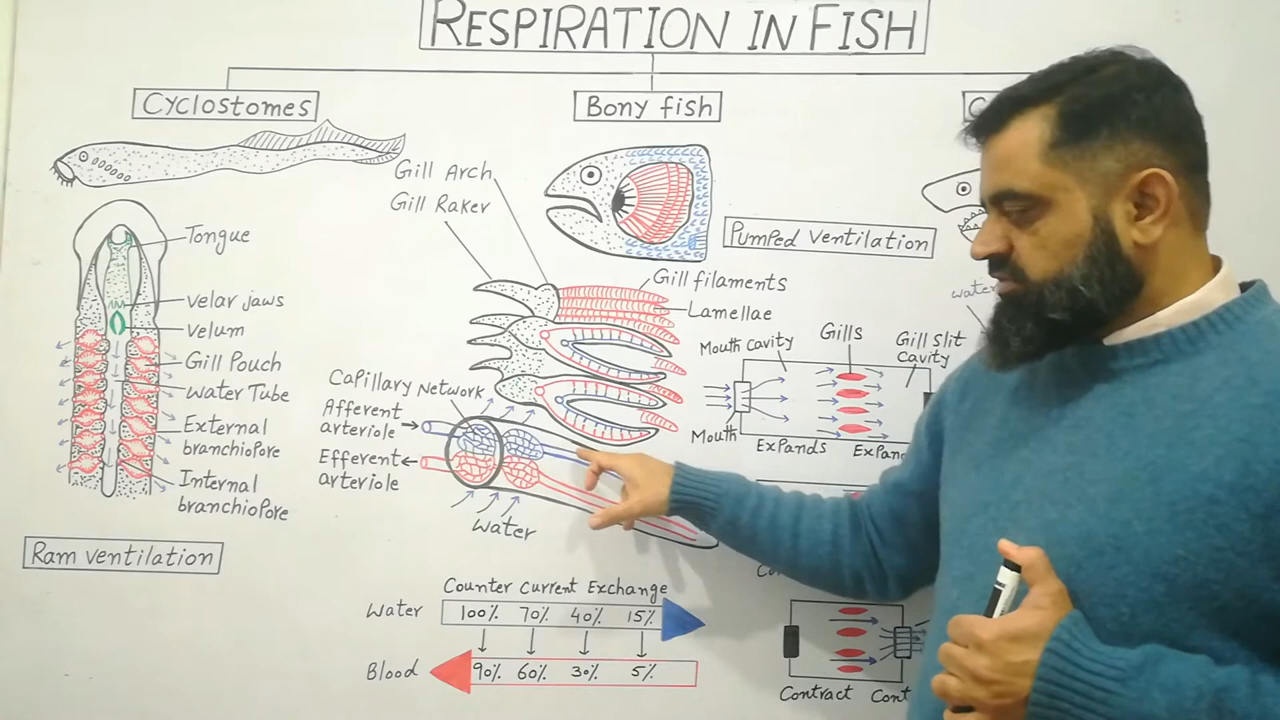 RESPIRATION IN FISH
Cyclostomes
Bony fish
Tongue
velar jaws
velum
Gill Pouch
water Tube
External
branchiopore
Internal
branchiopore
Ram ventilation
Gill Arch
Gill Raker
Gill filaments
Lamellae
Capillary Network
Afferent
arteriole
Efferent
arteriole
Water
Pumped ventilation
water
Mouth cavity
Gills
Gill slit
cavity
Mouth
Expands
Expan
Counter Current Exchange
Water 100% 70% 40% 15%
Blood 90% 60% 30% 5%
Contract
Cont